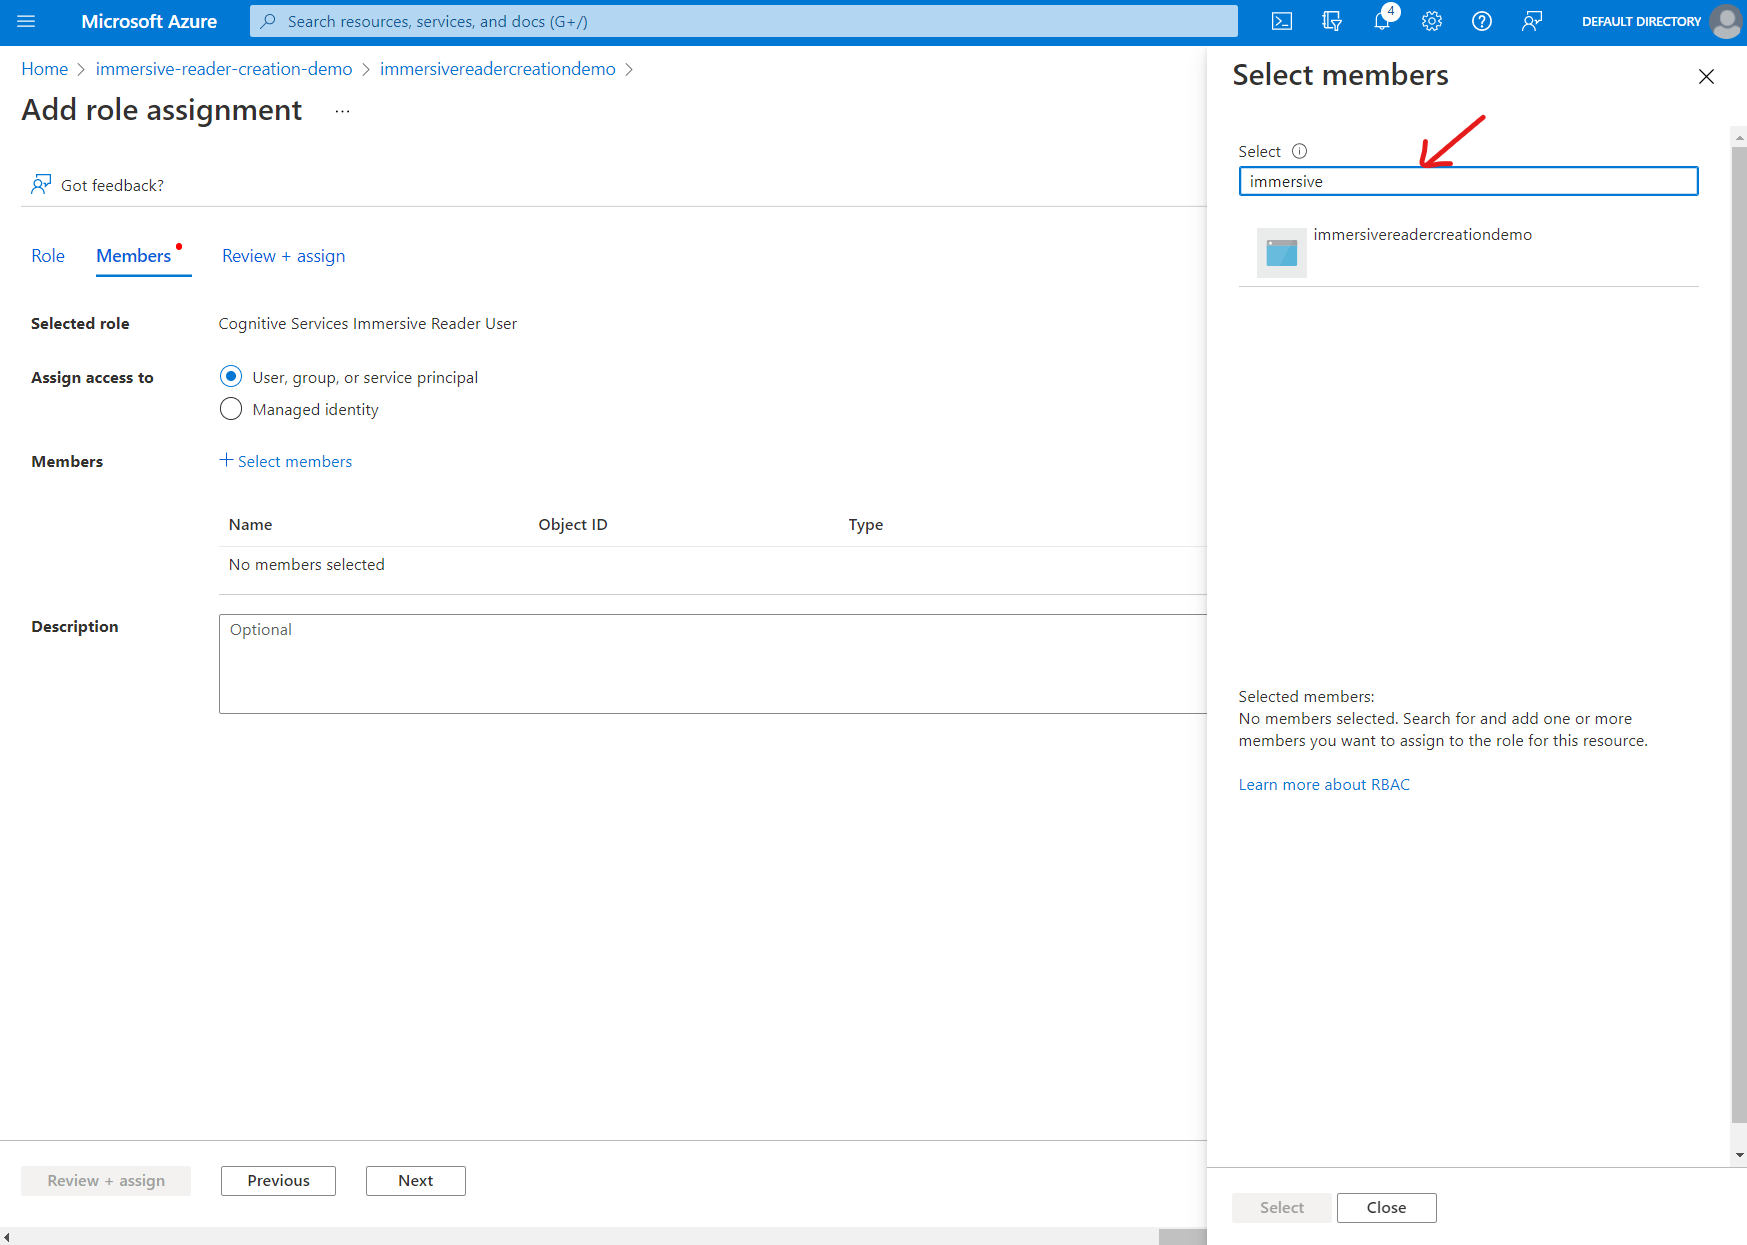 Microsoft Azure
Search resources, services, and docs (G+/)
4
DEFAULT DIRECTORY
Home > immersive-reader-creation-demo > immersivereadercreationdemo >
Add role assignment ...
Got feedback?
Role
Members
Review + assign
Selected role
Cognitive Services Immersive Reader User
Assign access to
User, group, or service principal
Managed identity
Members
+ Select members
Name Object ID Type
No members selected
Description
Optional
Review + assign
Previous
Next
Select members
Select
immersive
immersivereadercreationdemo
Selected members:
No members selected. Search for and add one or more
members you want to assign to the role for this resource.
Learn more about RBAC
Select
Close